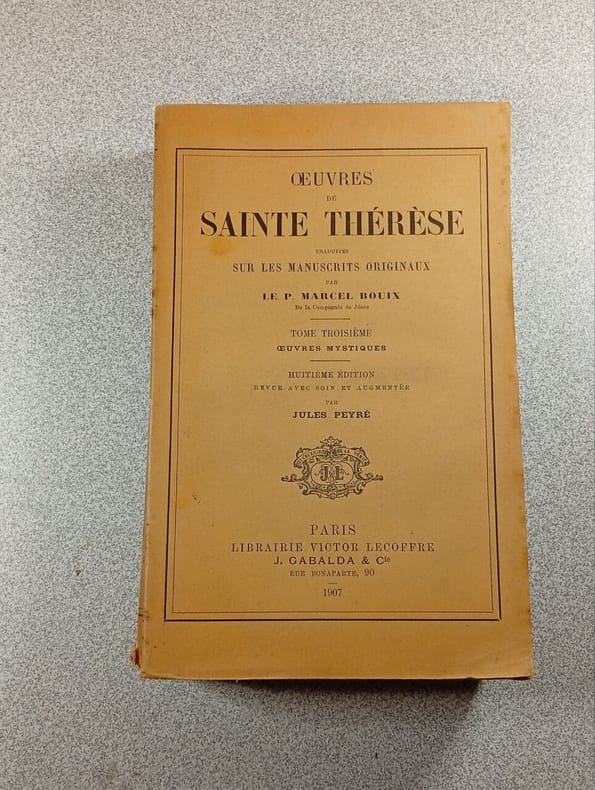 ŒUVRES
DE
SAINTE THÉRÈSE
TRADUITES
SUR LES MANUSCRITS ORIGINAUX
PAR
LE P. MARCEL BOUIX
De la Compagnie de Jésus
TOME TROISIÈME
ŒUVRES MYSTIQUES
HUITIÈME ÉDITION
REVUE AVEC SOIN ET AUGMENTÉE
PAR
JULES PEYRÉ
J L
PARIS
LIBRAIRIE VICTOR LECOFFRE
J. GABALDA & Cie
RUE BONAPARTE, 90
1907